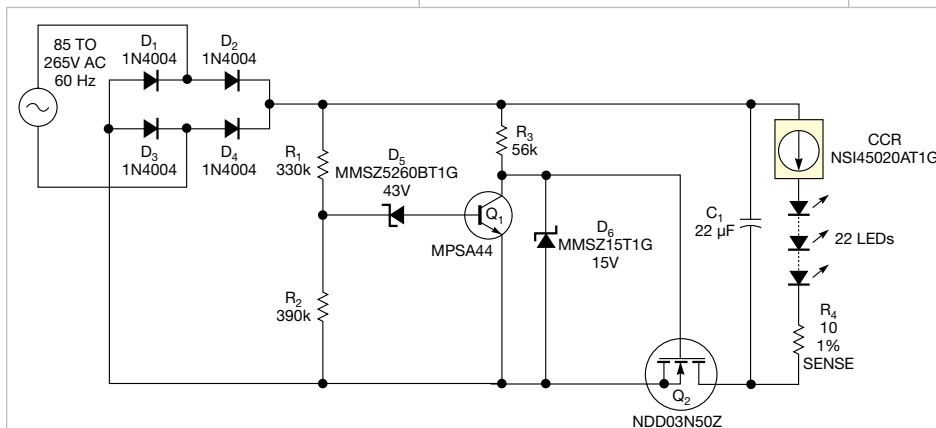 85 TO
265V AC
60 Hz
D1
1N4004
D2
1N4004
D3
1N4004
D4
1N4004
R1
330k
R2
390k
D5
MMSZ5260BT1G
43V
Q1
MPSA44
R3
56k
D6
MMSZ15T1G
15V
Q2
NDD03N50Z
C1
22 µF
CCR
NSI45020AT1G
22 LEDs
R4
10
1%
SENSE